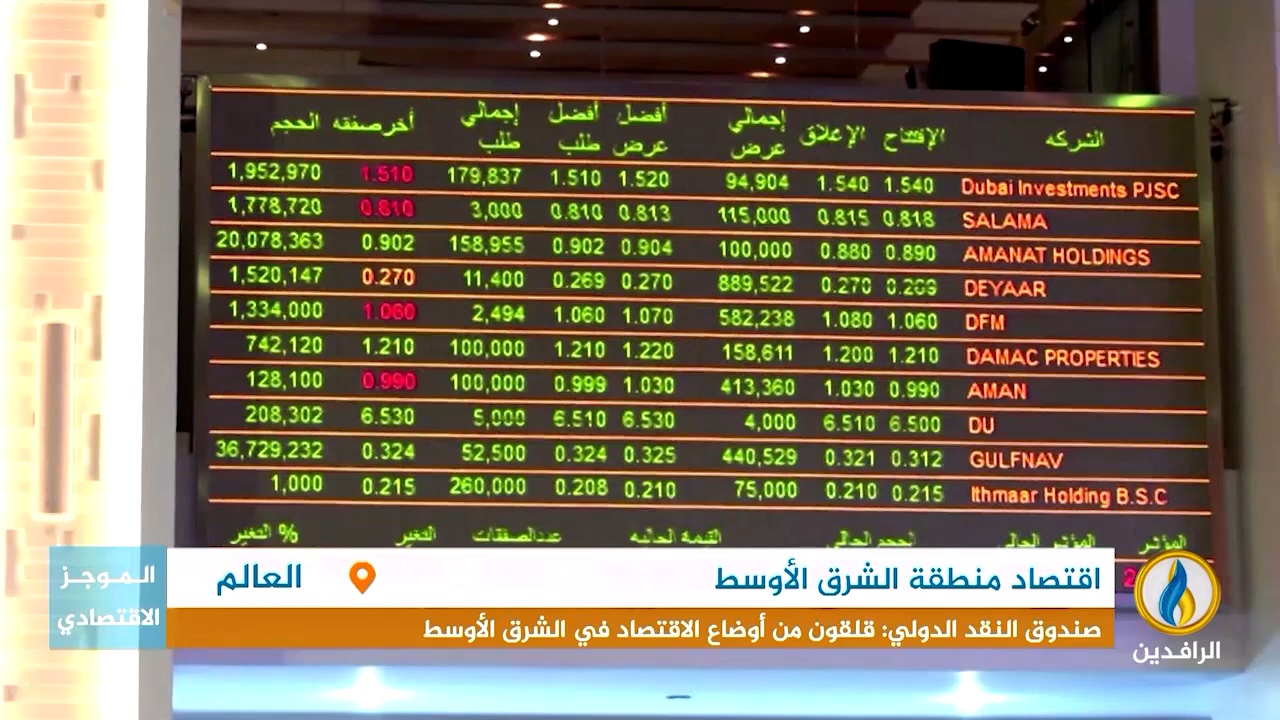 الشركه الإفتتاح الإغلاق إجمالي عرض أفضل عرض أفضل طلب إجمالي طلب أخرصفقه الحجم
Dubai Investments PJSC 1.540 1.540 94,904 1.520 1.510 179,837 1.510 1,952,970
SALAMA 0.818 0.815 115,000 0.813 0.810 3,000 0.810 1,778,720
AMANAT HOLDINGS 0.890 0.880 100,000 0.904 0.902 158,955 0.902 20,078,363
DEYAAR 0.269 0.270 889,522 0.270 0.269 11,400 0.270 1,520,147
DFM 1.060 1.080 582,238 1.070 1.060 2,494 1.060 1,334,000
DAMAC PROPERTIES 1.210 1.200 158,611 1.220 1.210 100,000 1.210 742,120
AMAN 0.990 1.030 413,360 1.030 0.999 100,000 0.990 128,100
DU 6.500 6.510 4,000 6.530 6.510 5,000 6.530 208,302
GULFNAV 0.312 0.321 440,529 0.325 0.324 52,500 0.324 36,729,232
Ithmaar Holding B.S.C 0.215 0.210 75,000 0.210 0.208 260,000 0.215 1,000
المؤشر المؤشر الحالي الحجم الحالي القيمة الحاليه عددالصفقات التغير % التغير
اقتصاد منطقة الشرق الأوسط
العالم
صندوق النقد الدولي: قلقون من أوضاع الاقتصاد في الشرق الأوسط
الموجز
الاقتصادي
الرافدين